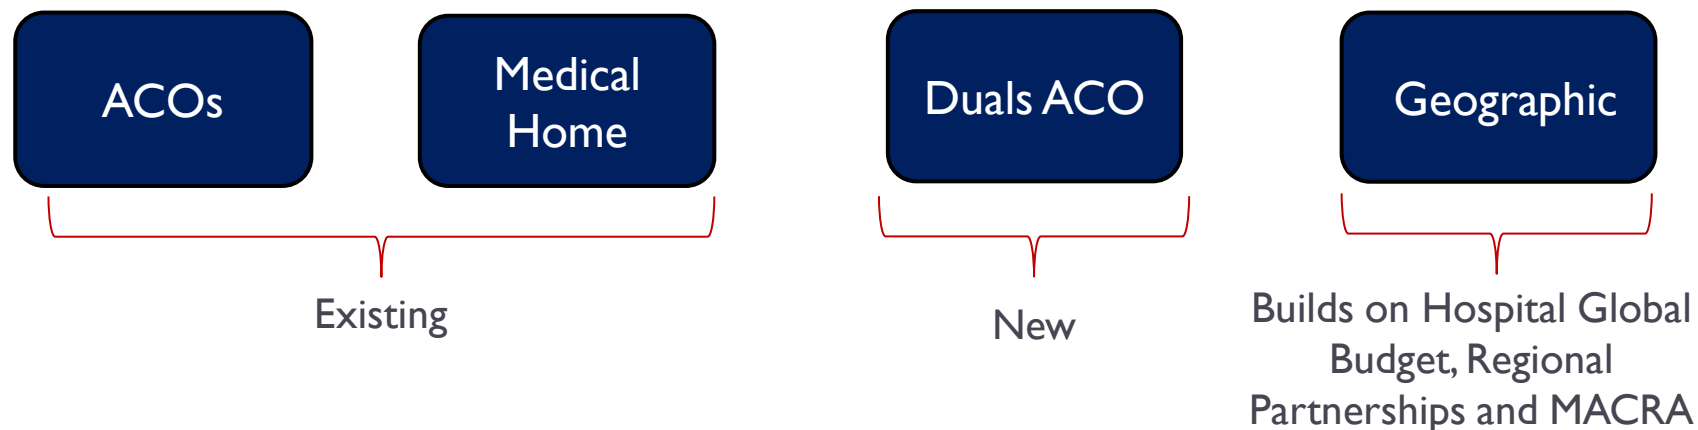 ACOs
Medical
Home
Duals ACO
Geographic
Existing
New
Builds on Hospital Global
Budget, Regional
Partnerships and MACRA